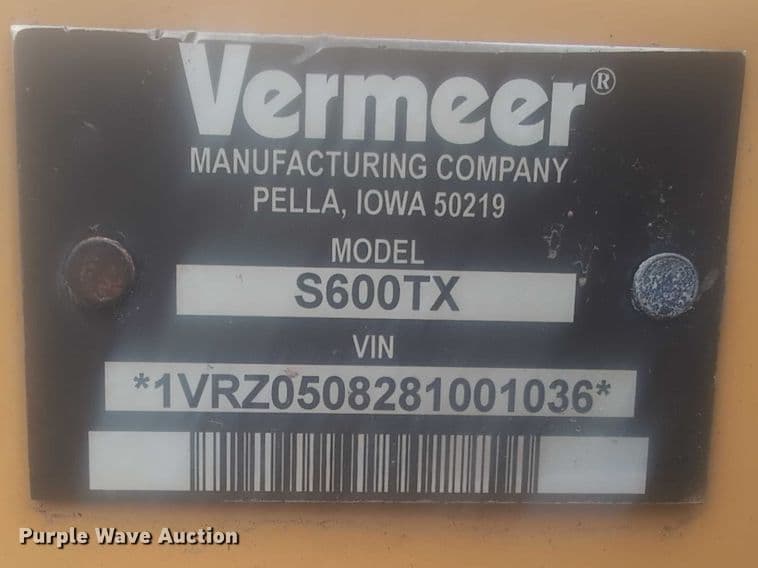 Vermeer®
MANUFACTURING COMPANY
PELLA, IOWA 50219
MODEL
S600TX
VIN
*1VRZ0508281001036*
Purple Wave Auction